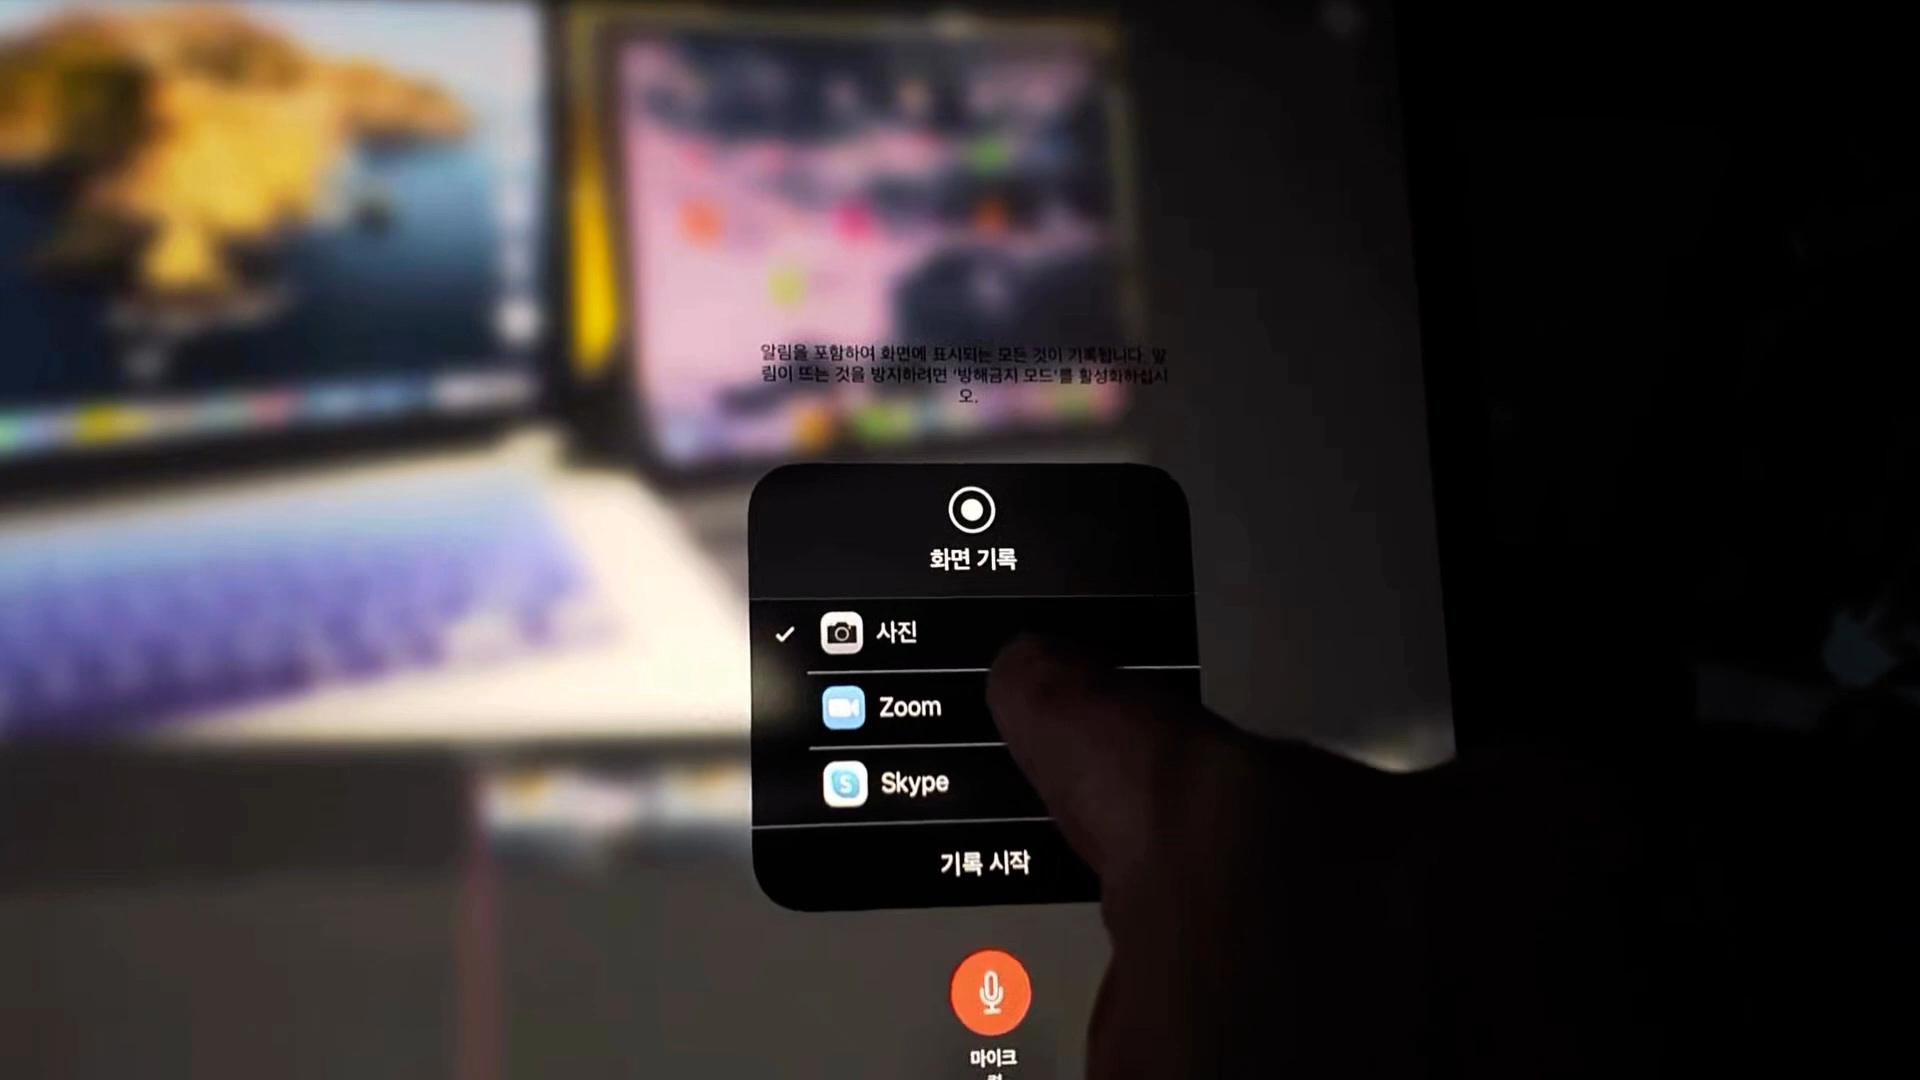 알림을 포함하여 화면에 표시되는 모든 것이 기록됩니다. 알
림이 뜨는 것을 방지하려면 '방해금지 모드'를 활성화하십시
오.
화면 기록
사진
Zoom
Skype
기록 시작
마이크